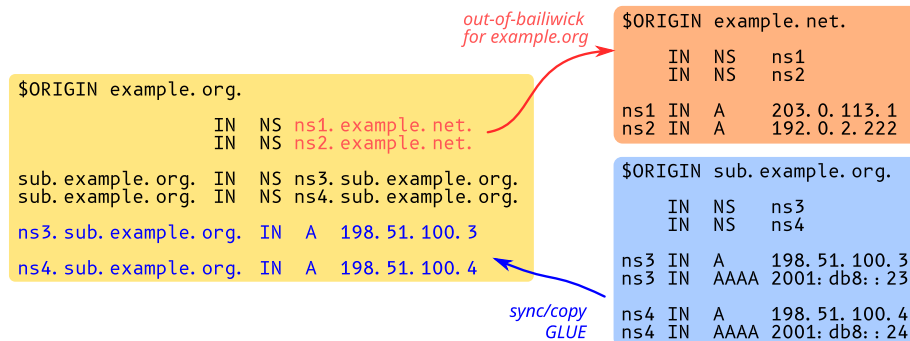 out-of-bailiwick
for example.org
$ORIGIN example.org.
IN NS ns1.example.net.
IN NS ns2.example.net.
sub.example.org. IN NS ns3.sub.example.org.
sub.example.org. IN NS ns4.sub.example.org.
ns3.sub.example.org. IN A 198.51.100.3
ns4.sub.example.org. IN A 198.51.100.4
$ORIGIN example.net.
IN NS ns1
IN NS ns2
ns1 IN A 203.0.113.1
ns2 IN A 192.0.2.222
$ORIGIN sub.example.org.
IN NS ns3
IN NS ns4
ns3 IN A 198.51.100.3
ns3 IN AAAA 2001:db8::23
ns4 IN A 198.51.100.4
ns4 IN AAAA 2001:db8::24
sync/copy
GLUE